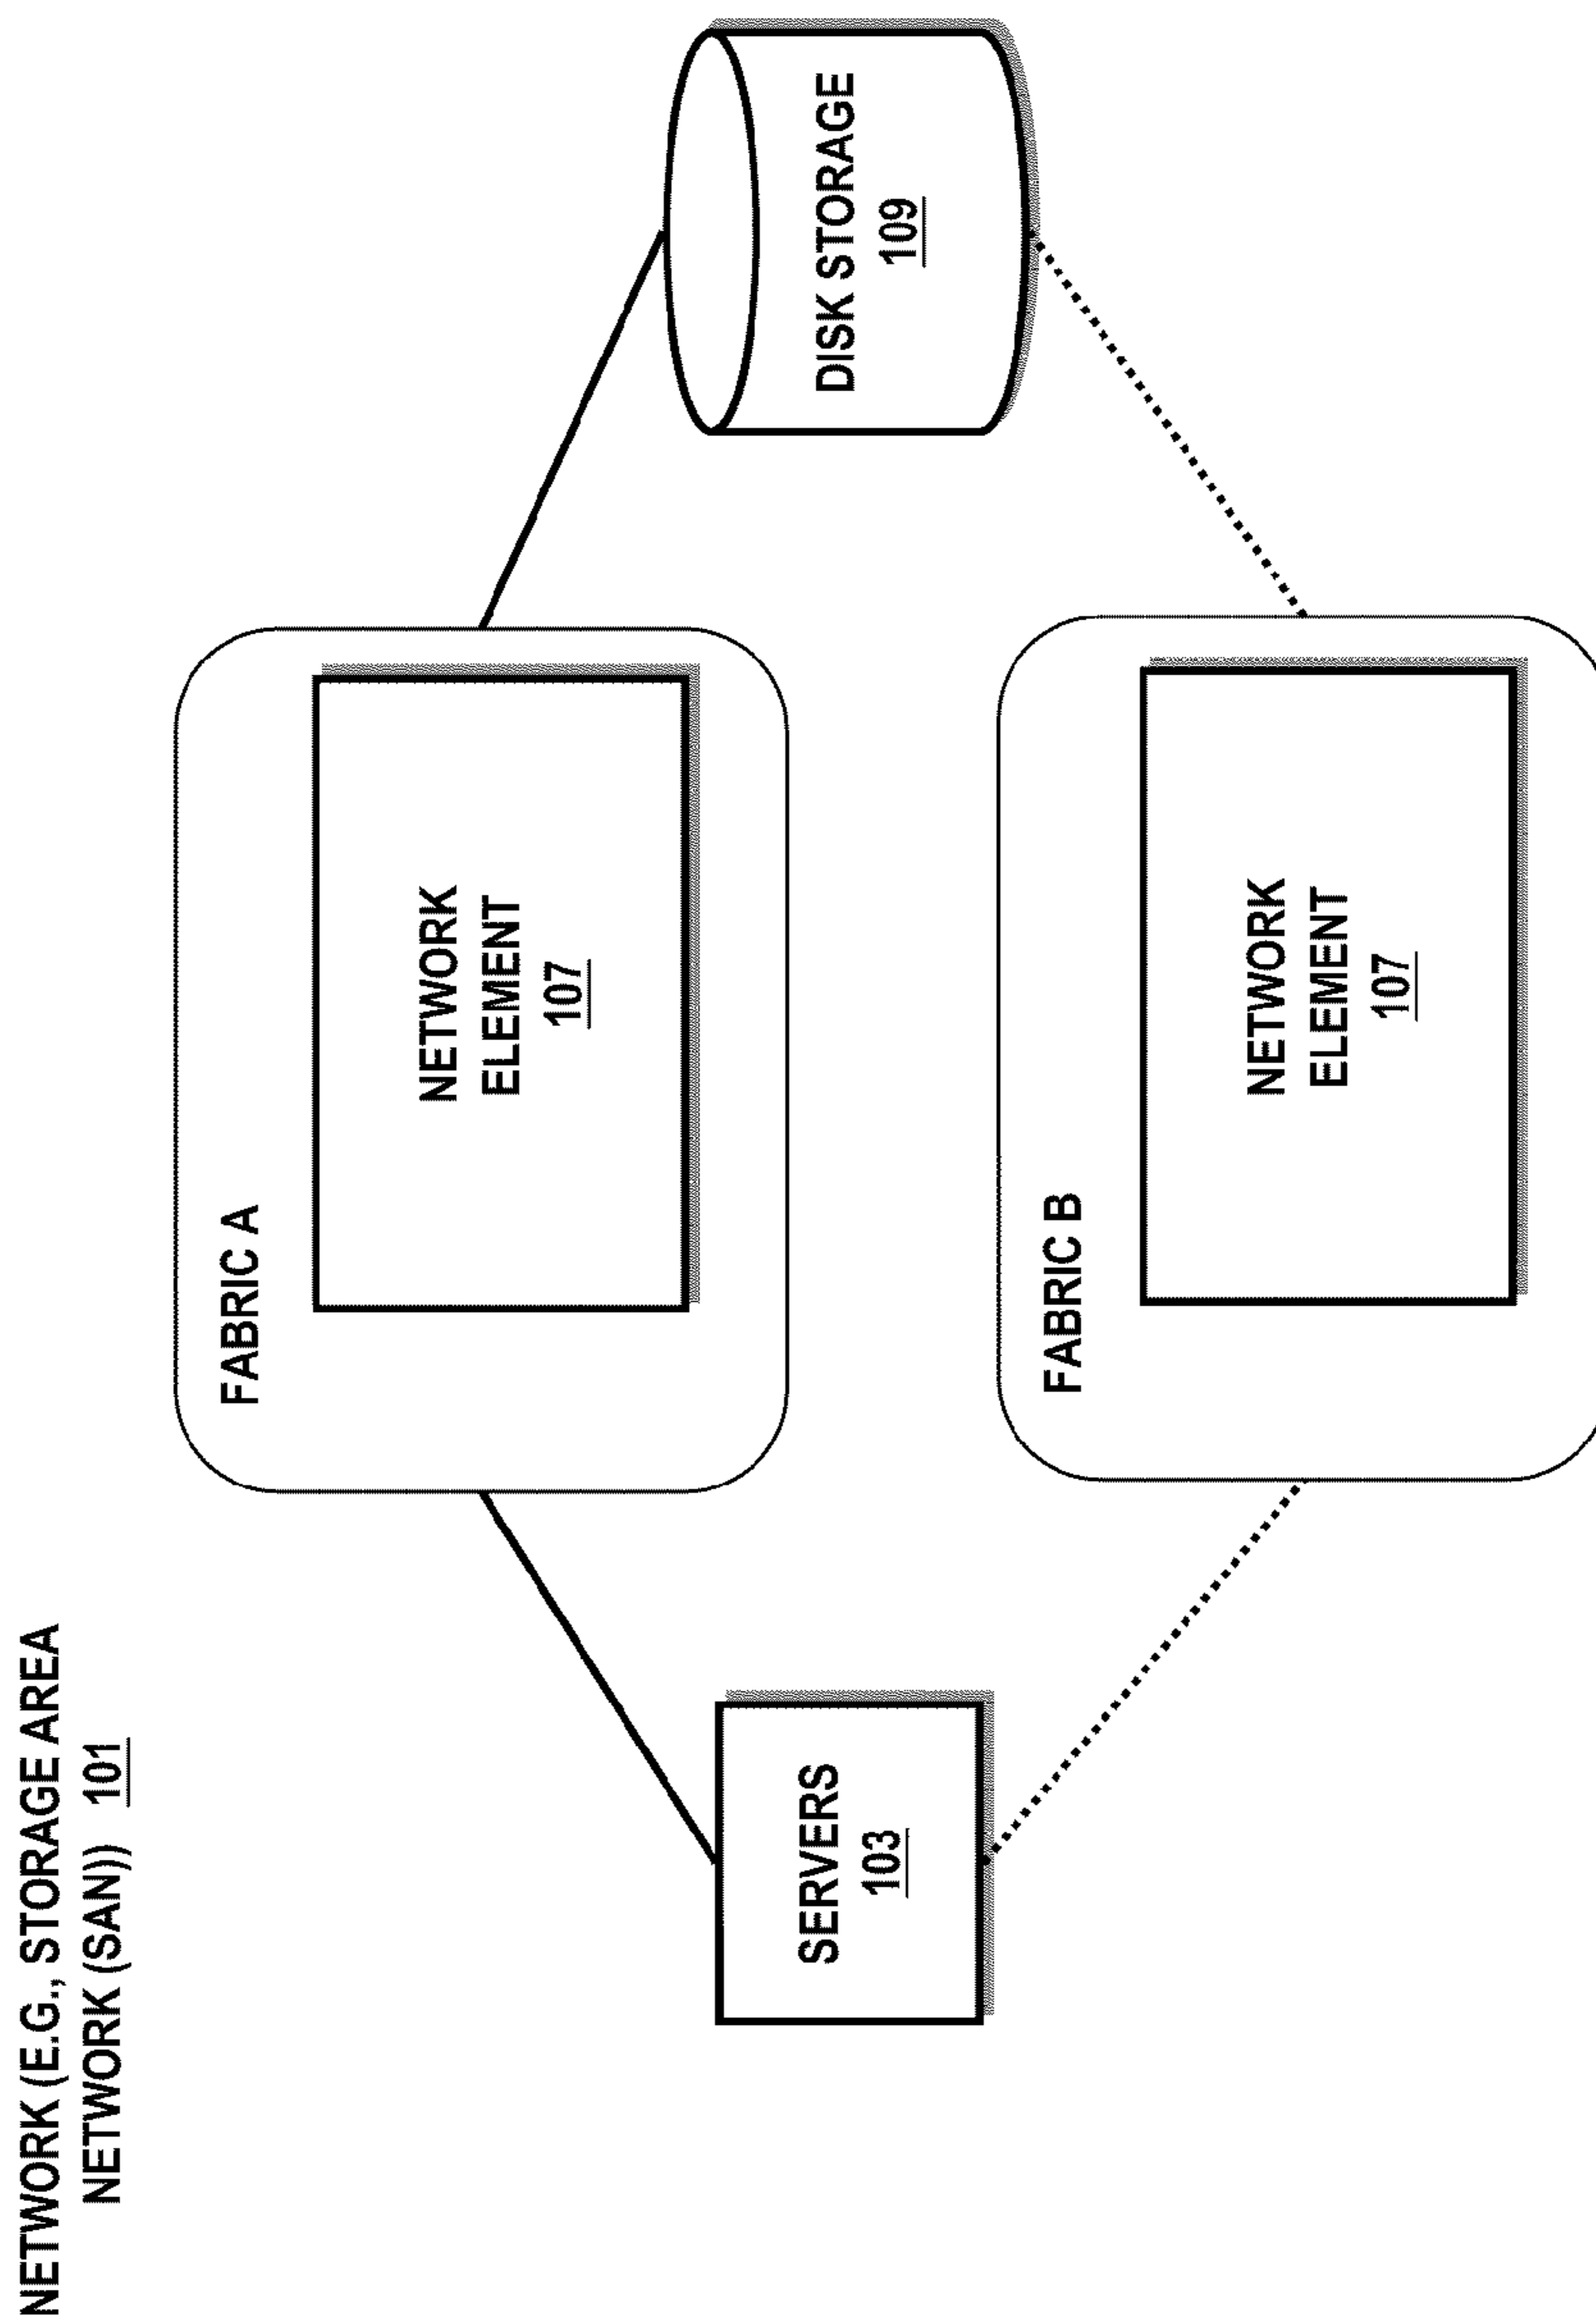 NETWORK (E.G., STORAGE AREA
NETWORK (SAN)) 101
FABRIC A
NETWORK
ELEMENT
107
SERVERS
103
DISK STORAGE
109
FABRIC B
NETWORK
ELEMENT
107